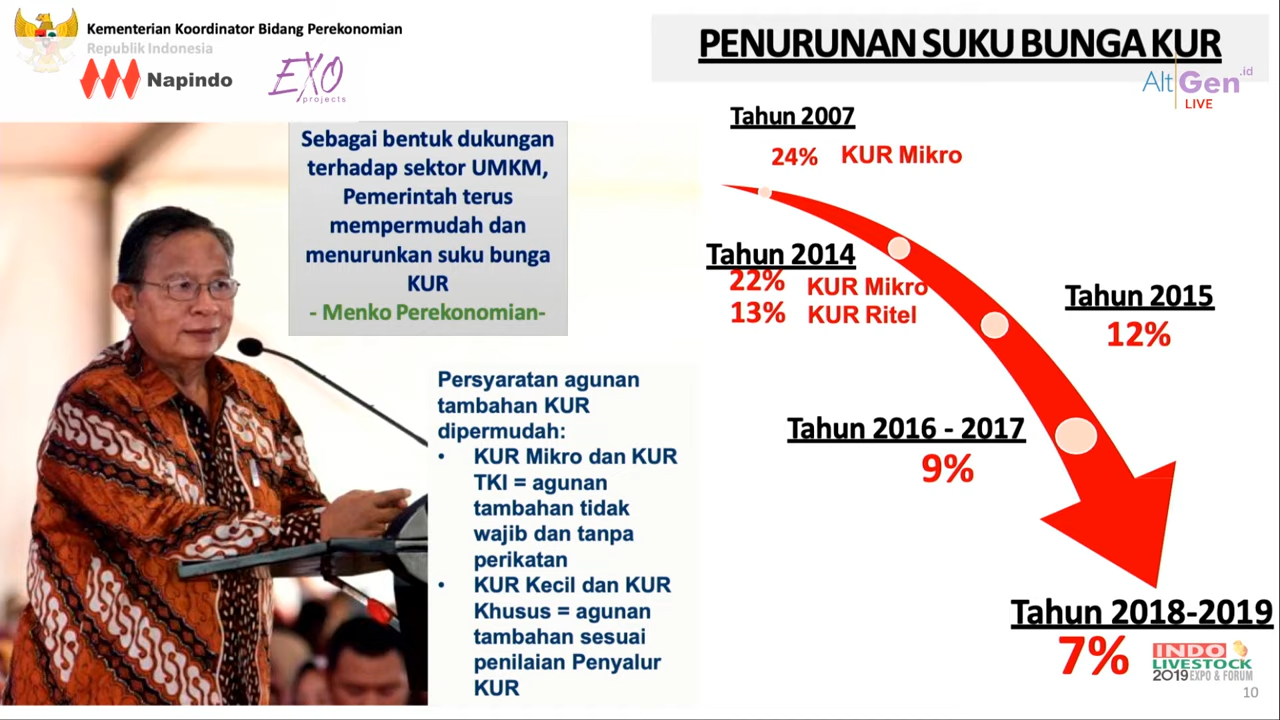 Kementerian Koordinator Bidang Perekonomian
Republik Indonesia
Napindo
EXO
projects
PENURUNAN SUKU BUNGA KUR
Alt Gen.id
LIVE
Sebagai bentuk dukungan
terhadap sektor UMKM,
Pemerintah terus
mempermudah dan
menurunkan suku bunga
KUR
- Menko Perekonomian-
Persyaratan agunan
tambahan KUR
dipermudah:
• KUR Mikro dan KUR
TKI = agunan
tambahan tidak
wajib dan tanpa
perikatan
• KUR Kecil dan KUR
Khusus = agunan
tambahan sesuai
penilaian Penyalur
KUR
Tahun 2007
24% KUR Mikro
Tahun 2014
22% KUR Mikro
13% KUR Ritel
Tahun 2015
12%
Tahun 2016 - 2017
9%
Tahun 2018-2019
7%
INDO
LIVESTOCK
2019 EXPO & FORUM
10